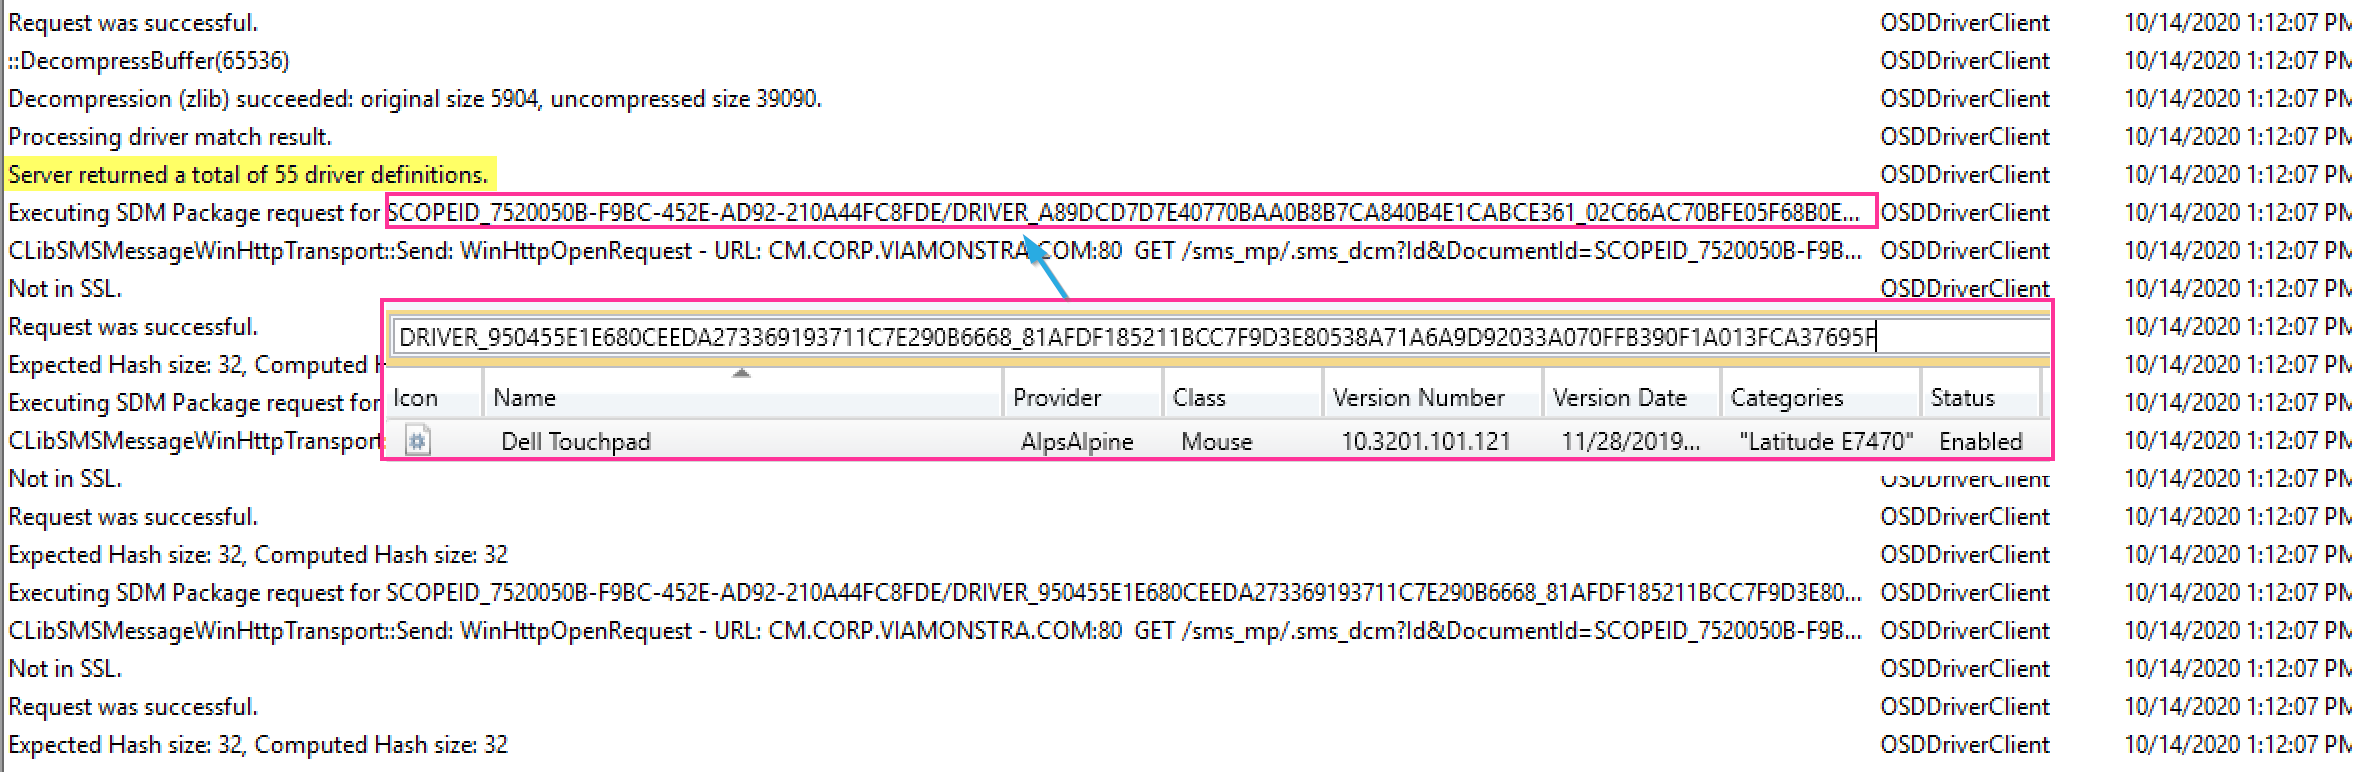 Request was successful. OSDDriverClient 10/14/2020 1:12:07 PM
::DecompressBuffer(65536) OSDDriverClient 10/14/2020 1:12:07 PM
Decompression (zlib) succeeded: original size 5904, uncompressed size 39090. OSDDriverClient 10/14/2020 1:12:07 PM
Processing driver match result. OSDDriverClient 10/14/2020 1:12:07 PM
Server returned a total of 55 driver definitions. OSDDriverClient 10/14/2020 1:12:07 PM
Executing SDM Package request for SCOPEID_7520050B-F9BC-452E-AD92-210A44FC8FDE/DRIVER_A89DCD7D7E40770BAA0B8B7CA840B4E1CABCE361_02C66AC70BFE05F68B0E... OSDDriverClient 10/14/2020 1:12:07 PM
CLibSMSMessageWinHttpTransport::Send: WinHttpOpenRequest - URL: CM.CORP.VIAMONSTRA.COM:80 GET /sms_mp/.sms_dcm?Id&DocumentId=SCOPEID_7520050B-F9B... OSDDriverClient 10/14/2020 1:12:07 PM
Not in SSL. OSDDriverClient 10/14/2020 1:12:07 PM
Request was successful. 10/14/2020 1:12:07 PM
DRIVER_950455E1E680CEEDA273369193711C7E290B6668_81AFDF185211BCC7F9D3E80538A71A6A9D92033A070FFB390F1A013FCA37695F
Expected Hash size: 32, Computed 10/14/2020 1:12:07 PM
Icon Name Provider Class Version Number Version Date Categories Status
Executing SDM Package request for 10/14/2020 1:12:07 PM
CLibSMSMessageWinHttpTransport: 10/14/2020 1:12:07 PM
Dell Touchpad AlpsAlpine Mouse 10.3201.101.121 11/28/2019... "Latitude E7470" Enabled
Not in SSL. OSDDriverClient 10/14/2020 1:12:07 PM
Request was successful. OSDDriverClient 10/14/2020 1:12:07 PM
Expected Hash size: 32, Computed Hash size: 32 OSDDriverClient 10/14/2020 1:12:07 PM
Executing SDM Package request for SCOPEID_7520050B-F9BC-452E-AD92-210A44FC8FDE/DRIVER_950455E1E680CEEDA273369193711C7E290B6668_81AFDF185211BCC7F9D3E80... OSDDriverClient 10/14/2020 1:12:07 PM
CLibSMSMessageWinHttpTransport::Send: WinHttpOpenRequest - URL: CM.CORP.VIAMONSTRA.COM:80 GET /sms_mp/.sms_dcm?Id&DocumentId=SCOPEID_7520050B-F9B... OSDDriverClient 10/14/2020 1:12:07 PM
Not in SSL. OSDDriverClient 10/14/2020 1:12:07 PM
Request was successful. OSDDriverClient 10/14/2020 1:12:07 PM
Expected Hash size: 32, Computed Hash size: 32 OSDDriverClient 10/14/2020 1:12:07 PM